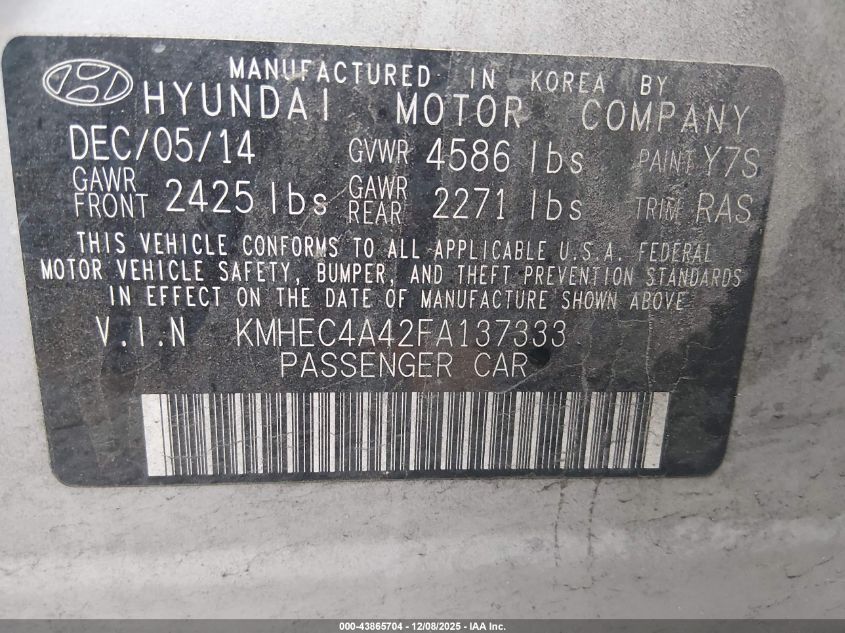 MANUFACTURED IN KOREA BY
HYUNDAI MOTOR COMPANY
DEC/05/14 GVWR 4586 lbs PAINT Y7S
GAWR FRONT 2425 lbs GAWR REAR 2271 lbs TRIM RAS
THIS VEHICLE CONFORMS TO ALL APPLICABLE U.S.A. FEDERAL
MOTOR VEHICLE SAFETY, BUMPER, AND THEFT PREVENTION STANDARDS
IN EFFECT ON THE DATE OF MANUFACTURE SHOWN ABOVE
V.I.N KMHEC4A42FA137333
PASSENGER CAR
000-43865704 - 12/08/2025 - IAA Inc.